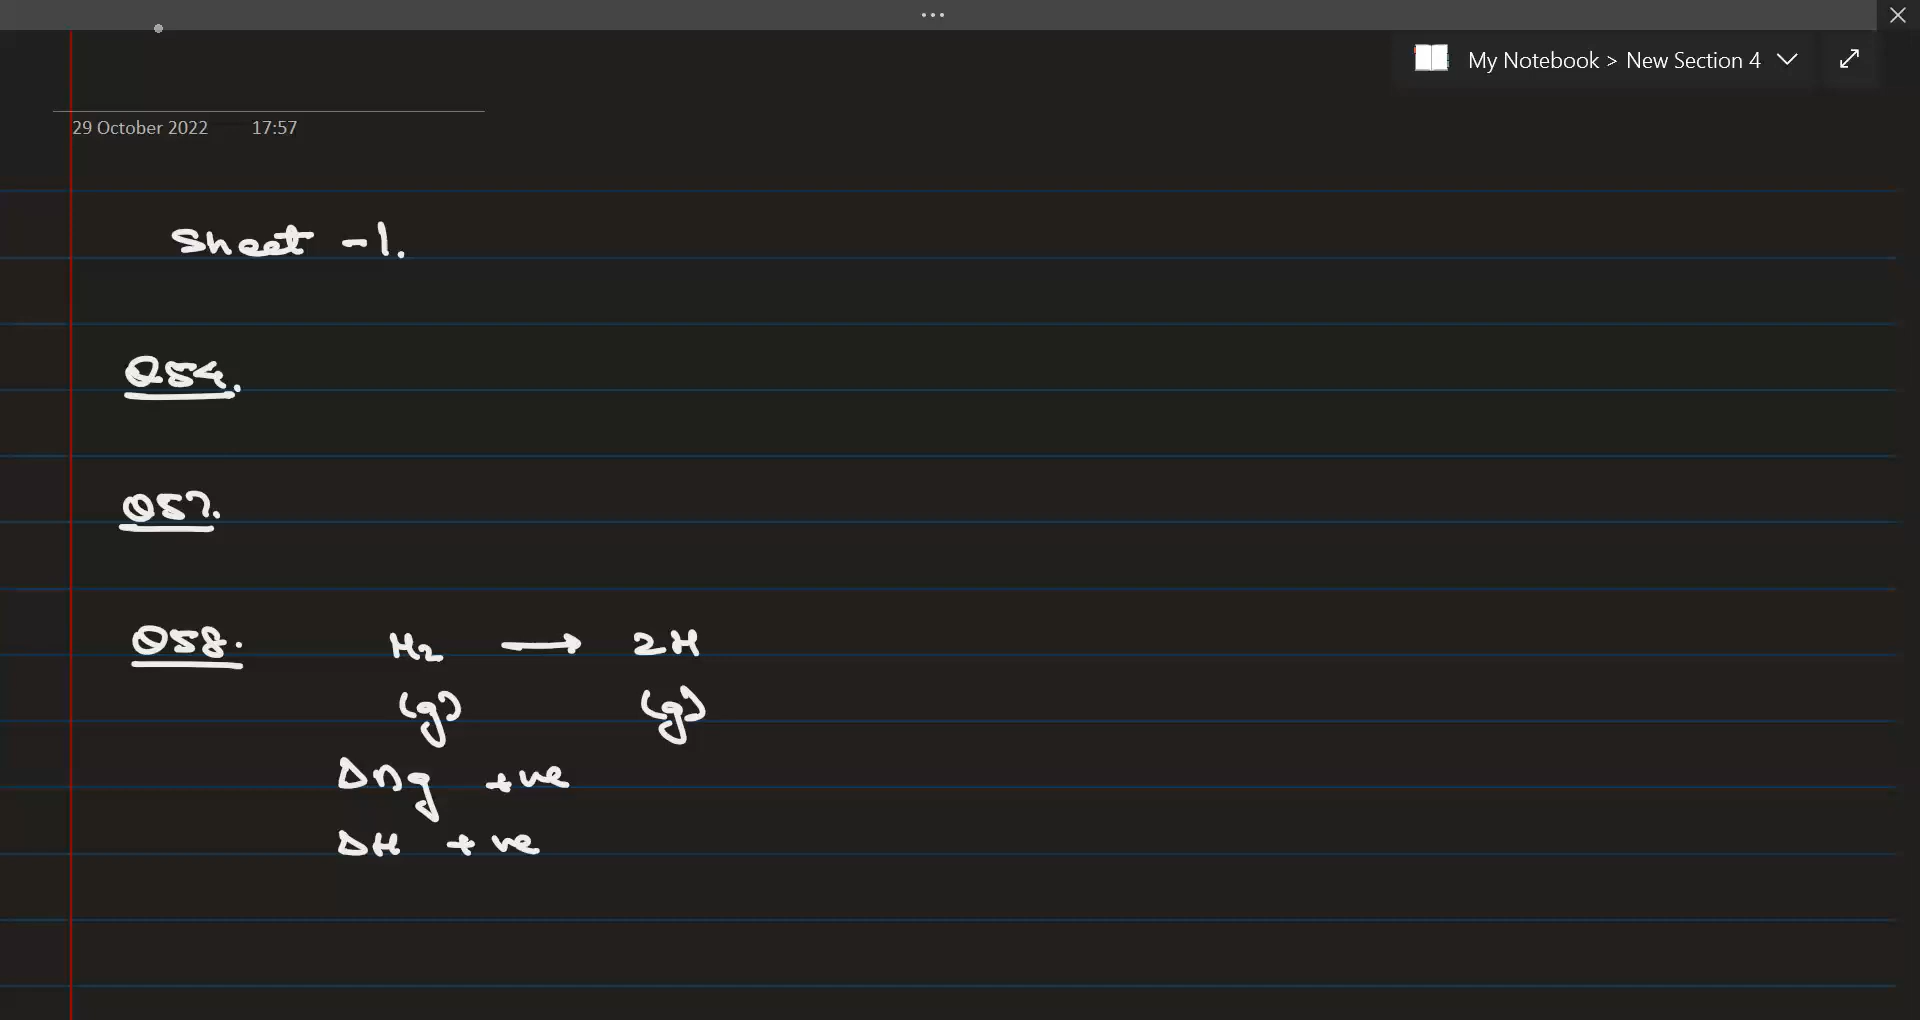 My Notebook > New Section 4
29 October 2022 17:57
Sheet -1.
Q54.
Q57.
Q58. H₂ ⟶ 2H
(g) (g)
Δng +ve
ΔH +ve